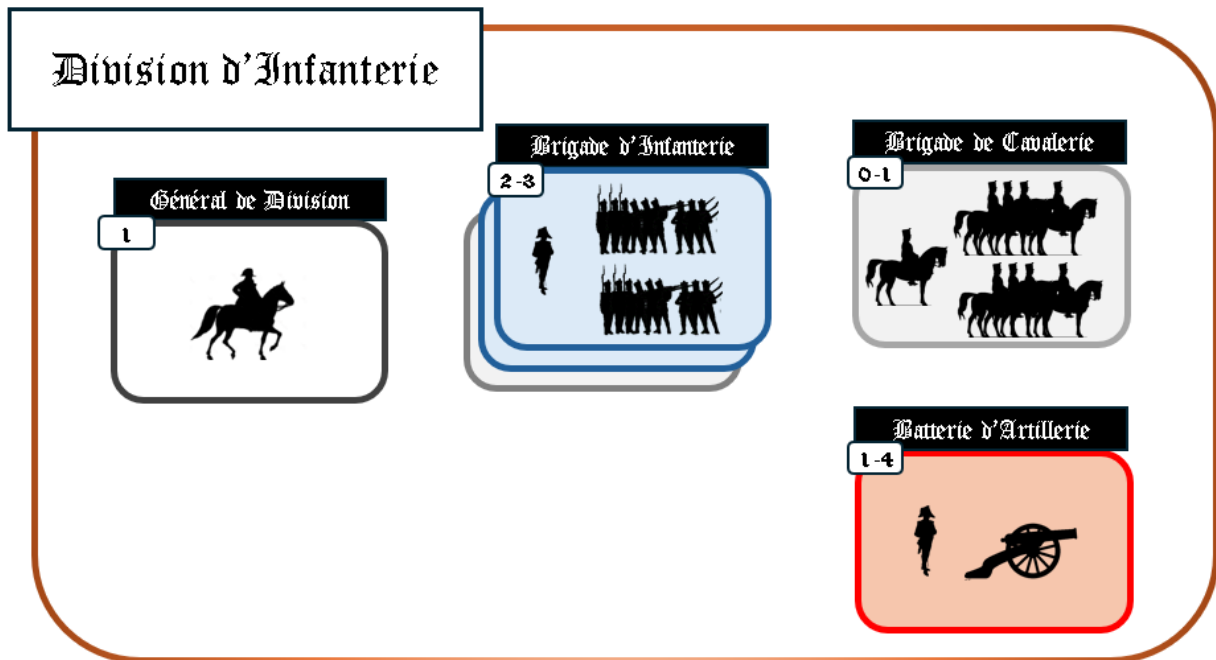 Division d'Infanterie
Général de Division
1
Brigade d'Infanterie
2-3
Brigade de Cavalerie
0-1
Batterie d'Artillerie
1-4